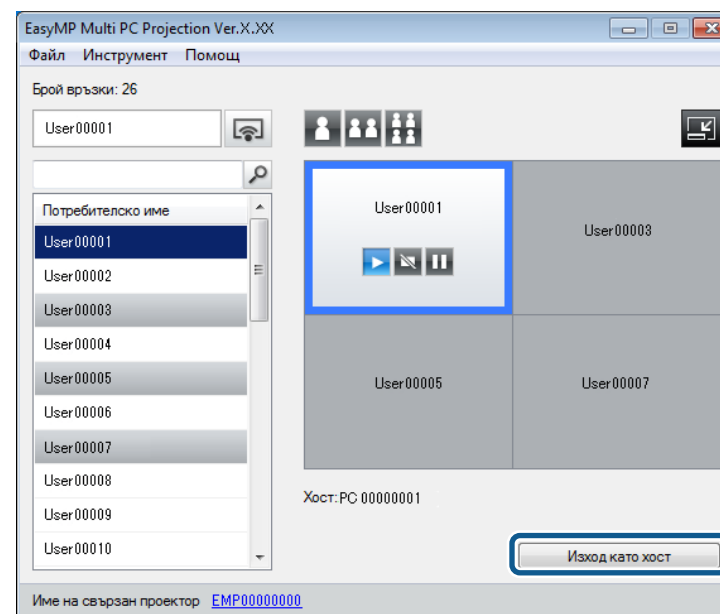 EasyMP Multi PC Projection Ver.X.XX
Файл Инструмент Помощ
Брой връзки: 26
User00001
Потребителско име
User00001
User00002
User00003
User00004
User00005
User00006
User00007
User00008
User00009
User00010
User00001
User00003
User00005
User00007
Хост:PC 00000001
Изход като хост
Име на свързан проектор EMP00000000